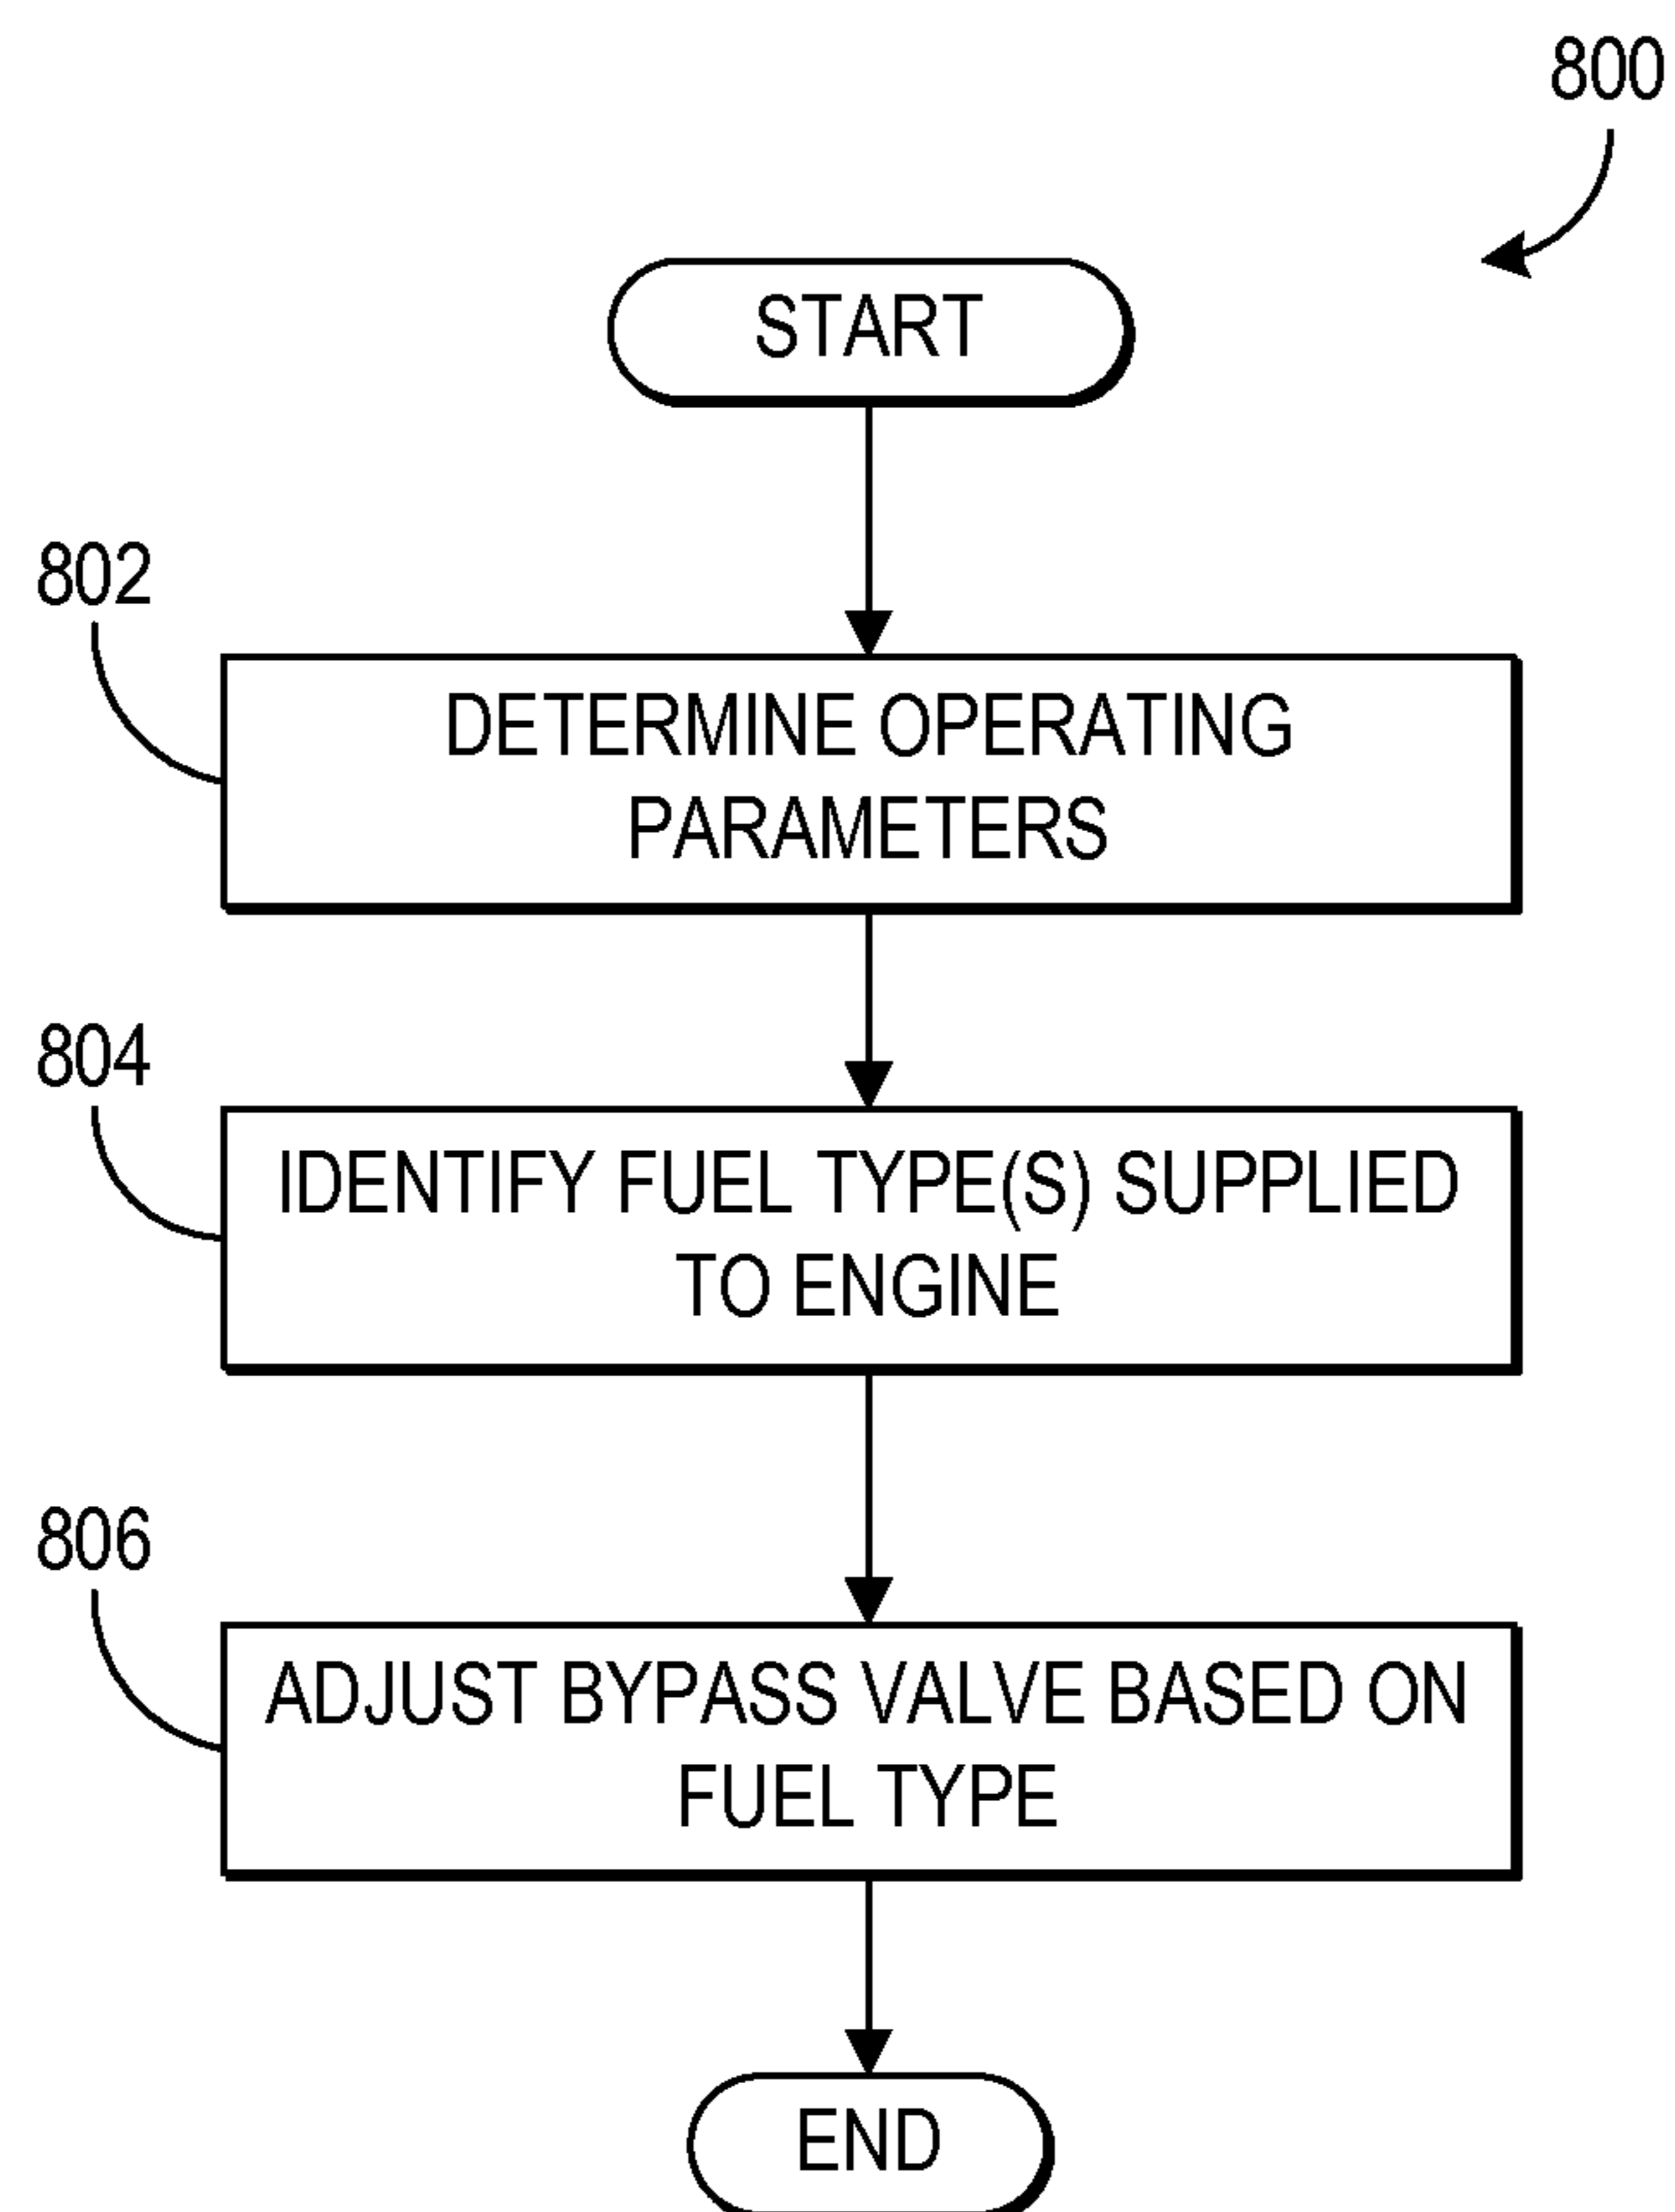 800
START
802
DETERMINE OPERATING
PARAMETERS
804
IDENTIFY FUEL TYPE(S) SUPPLIED
TO ENGINE
806
ADJUST BYPASS VALVE BASED ON
FUEL TYPE
END